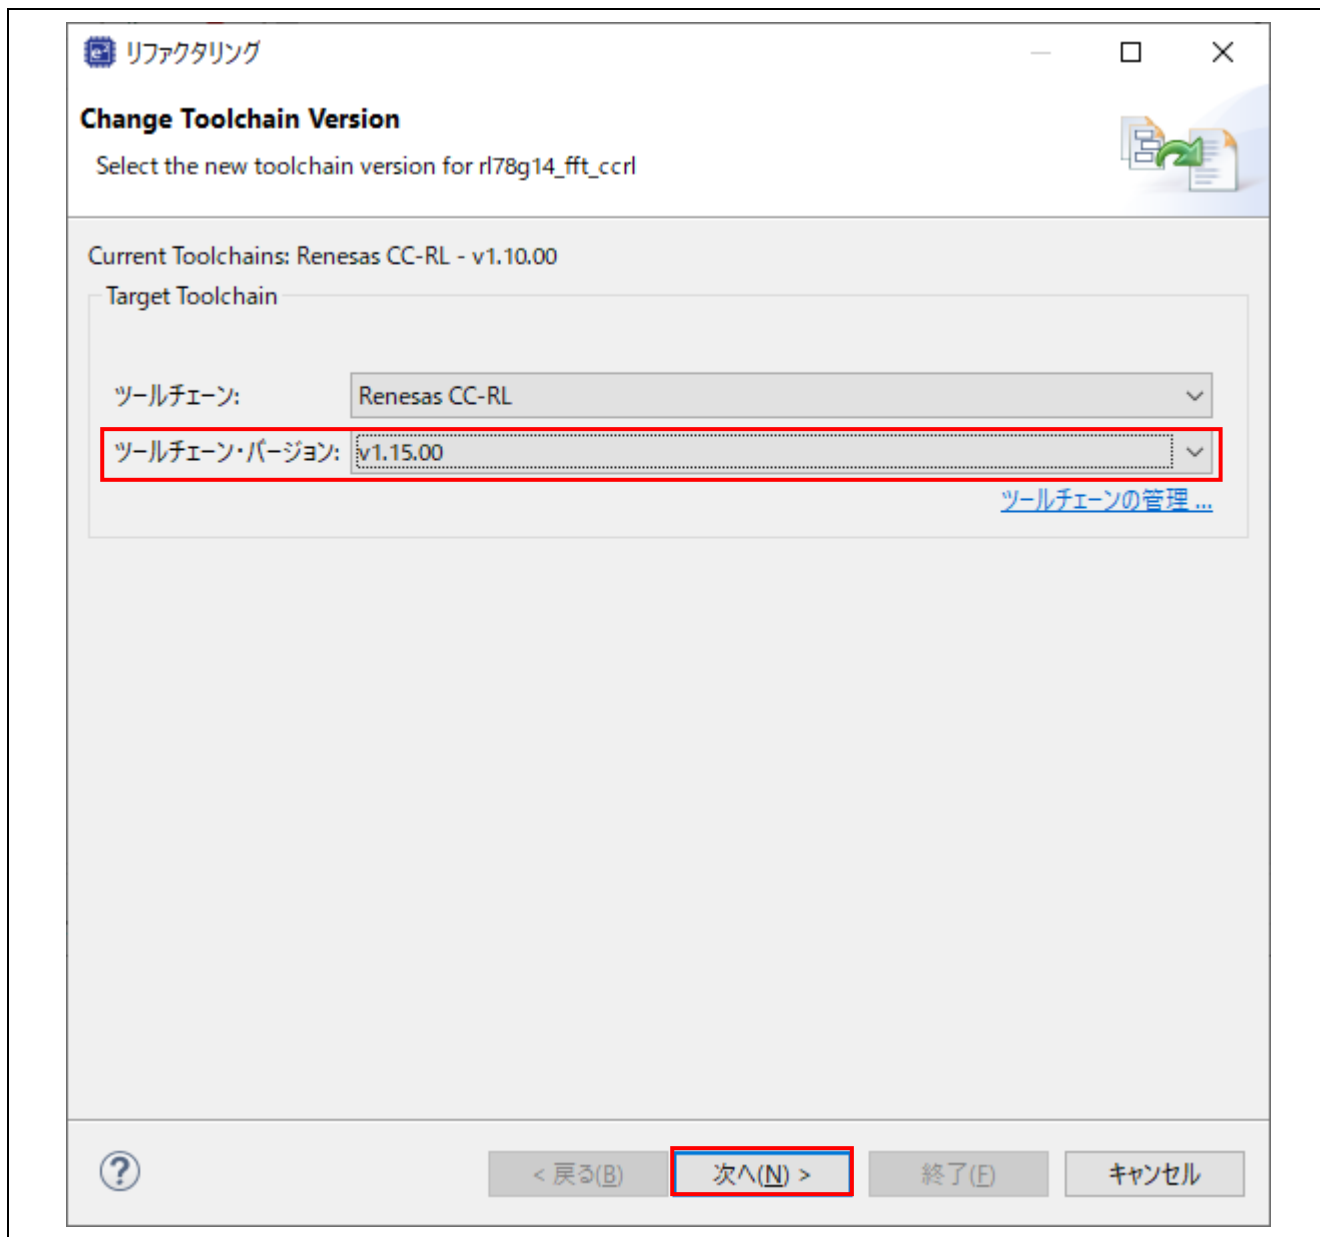 リファクタリング
Change Toolchain Version
Select the new toolchain version for rl78g14_fft_ccrl
Current Toolchains: Renesas CC-RL - v1.10.00
Target Toolchain
ツールチェーン: Renesas CC-RL
ツールチェーン・バージョン: v1.15.00
ツールチェーンの管理 ...
< 戻る(B) 次へ(N) > 終了(F) キャンセル